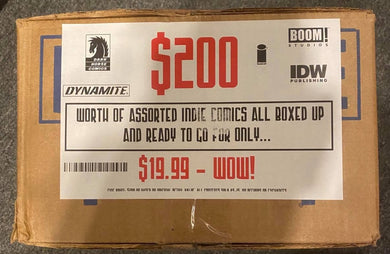 $200
DARK
HORSE
COMICS
BOOM!
STUDIOS
DYNAMITE
IDW
PUBLISHING
WORTH OF ASSORTED INDIE COMICS ALL BOXED UP
AND READY TO GO FOR ONLY...
$19.99 - WOW!